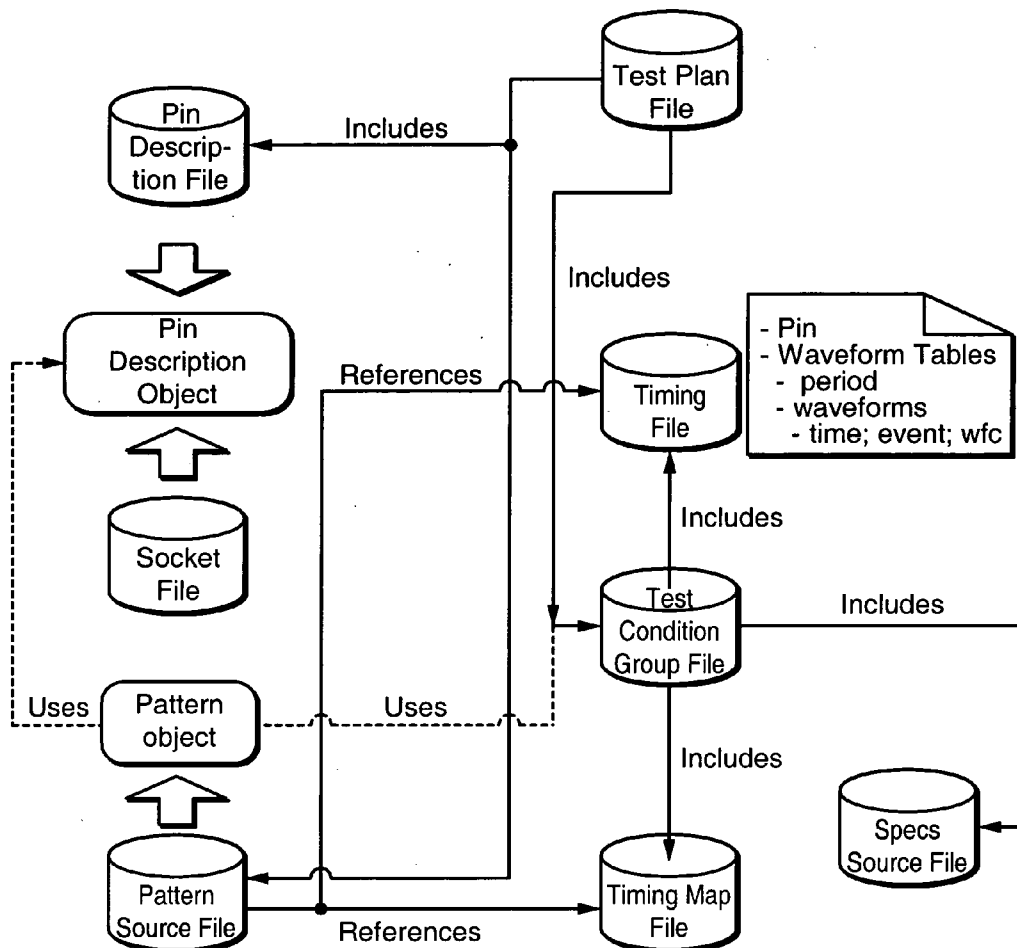 Test Plan
File
Pin
Descrip-
tion File
Includes
Includes
Pin
Description
Object
References
Timing
File
- Pin
- Waveform Tables
- period
- waveforms
- time; event; wfc
Includes
Socket
File
Test
Condition
Group File
Includes
Uses
Pattern
object
Uses
Includes
Specs
Source File
Pattern
Source File
References
Timing Map
File